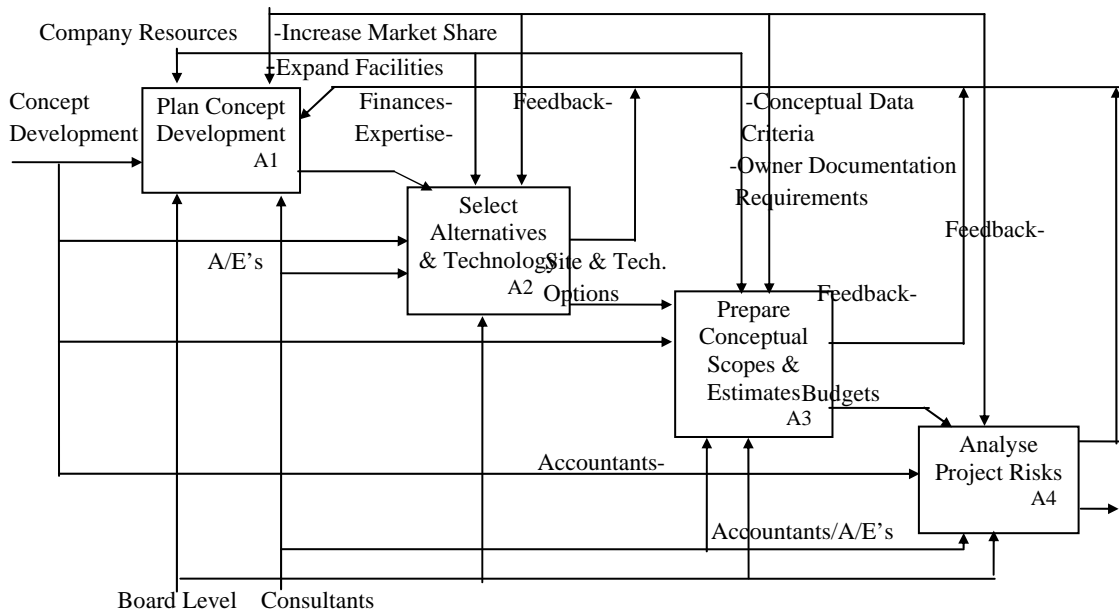 Company Resources
-Increase Market Share
-Expand Facilities
Concept
Development
Plan Concept
Development
A1
Finances-
Expertise-
Feedback-
-Conceptual Data
Criteria
-Owner Documentation
Requirements
Select
Alternatives
& Technology
A2
A/E's
Site & Tech.
Options
Feedback-
Feedback-
Prepare
Conceptual
Scopes &
Estimates
A3
Budgets
Analyse
Project Risks
A4
Accountants-
Accountants/A/E's
Board Level
Consultants